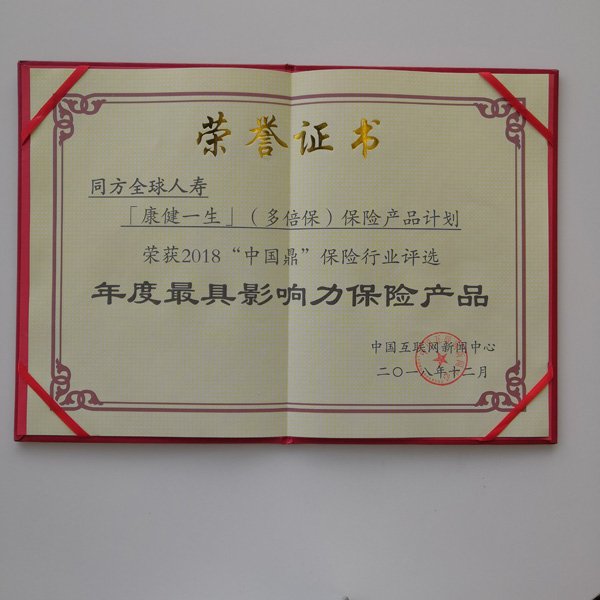 荣誉证书
同方全球人寿
「康健一生」（多倍保）保险产品计划
荣获2018“中国鼎”保险行业评选
年度最具影响力保险产品
中国互联网新闻中心
二〇一八年十二月